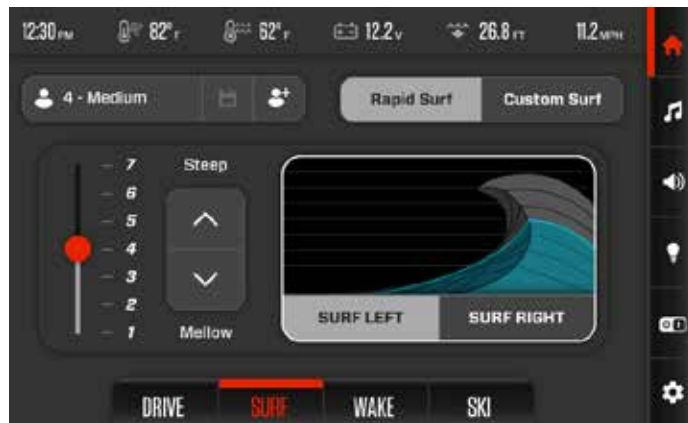 12:30 PM 82° F 62° F 12.2 V 26.8 FT 11.2 MPH
4 - Medium
Rapid Surf Custom Surf
7 Steep
6
5
4
3
2
1 Mellow
SURF LEFT SURF RIGHT
DRIVE SURF WAKE SKI